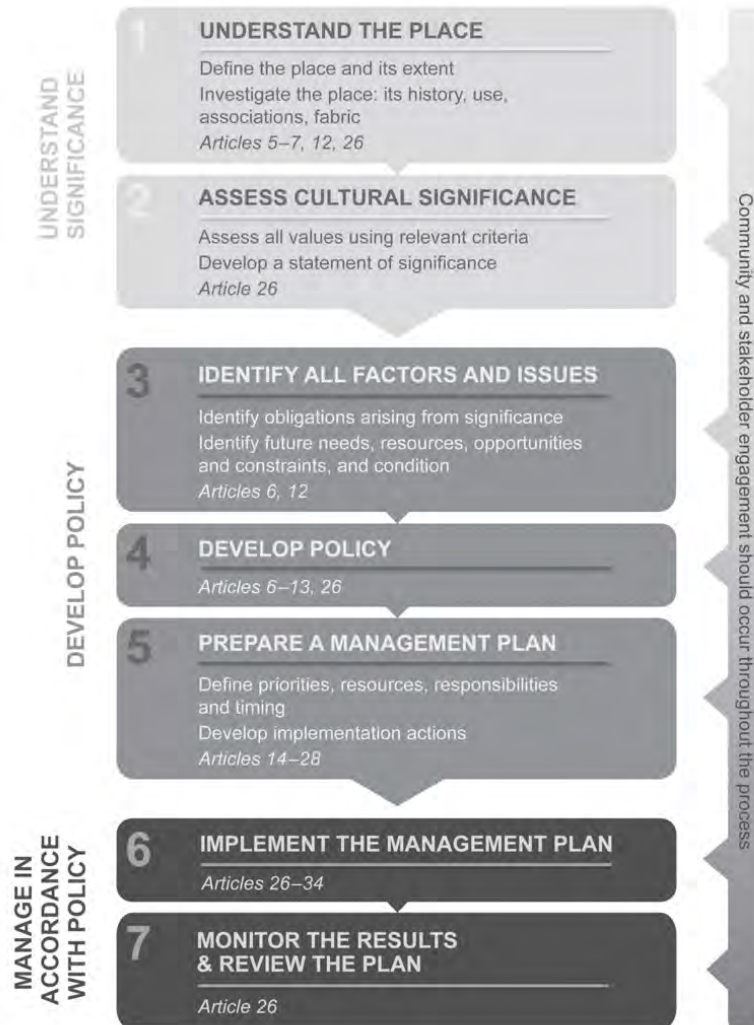 UNDERSTAND
SIGNIFICANCE
1
UNDERSTAND THE PLACE
Define the place and its extent
Investigate the place: its history, use,
associations, fabric
Articles 5–7, 12, 26
2
ASSESS CULTURAL SIGNIFICANCE
Assess all values using relevant criteria
Develop a statement of significance
Article 26
DEVELOP POLICY
3
IDENTIFY ALL FACTORS AND ISSUES
Identify obligations arising from significance
Identify future needs, resources, opportunities
and constraints, and condition
Articles 6, 12
4
DEVELOP POLICY
Articles 6–13, 26
5
PREPARE A MANAGEMENT PLAN
Define priorities, resources, responsibilities
and timing
Develop implementation actions
Articles 14–28
MANAGE IN
ACCORDANCE
WITH POLICY
6
IMPLEMENT THE MANAGEMENT PLAN
Articles 26–34
7
MONITOR THE RESULTS
& REVIEW THE PLAN
Article 26
Community and stakeholder engagement should occur throughout the process